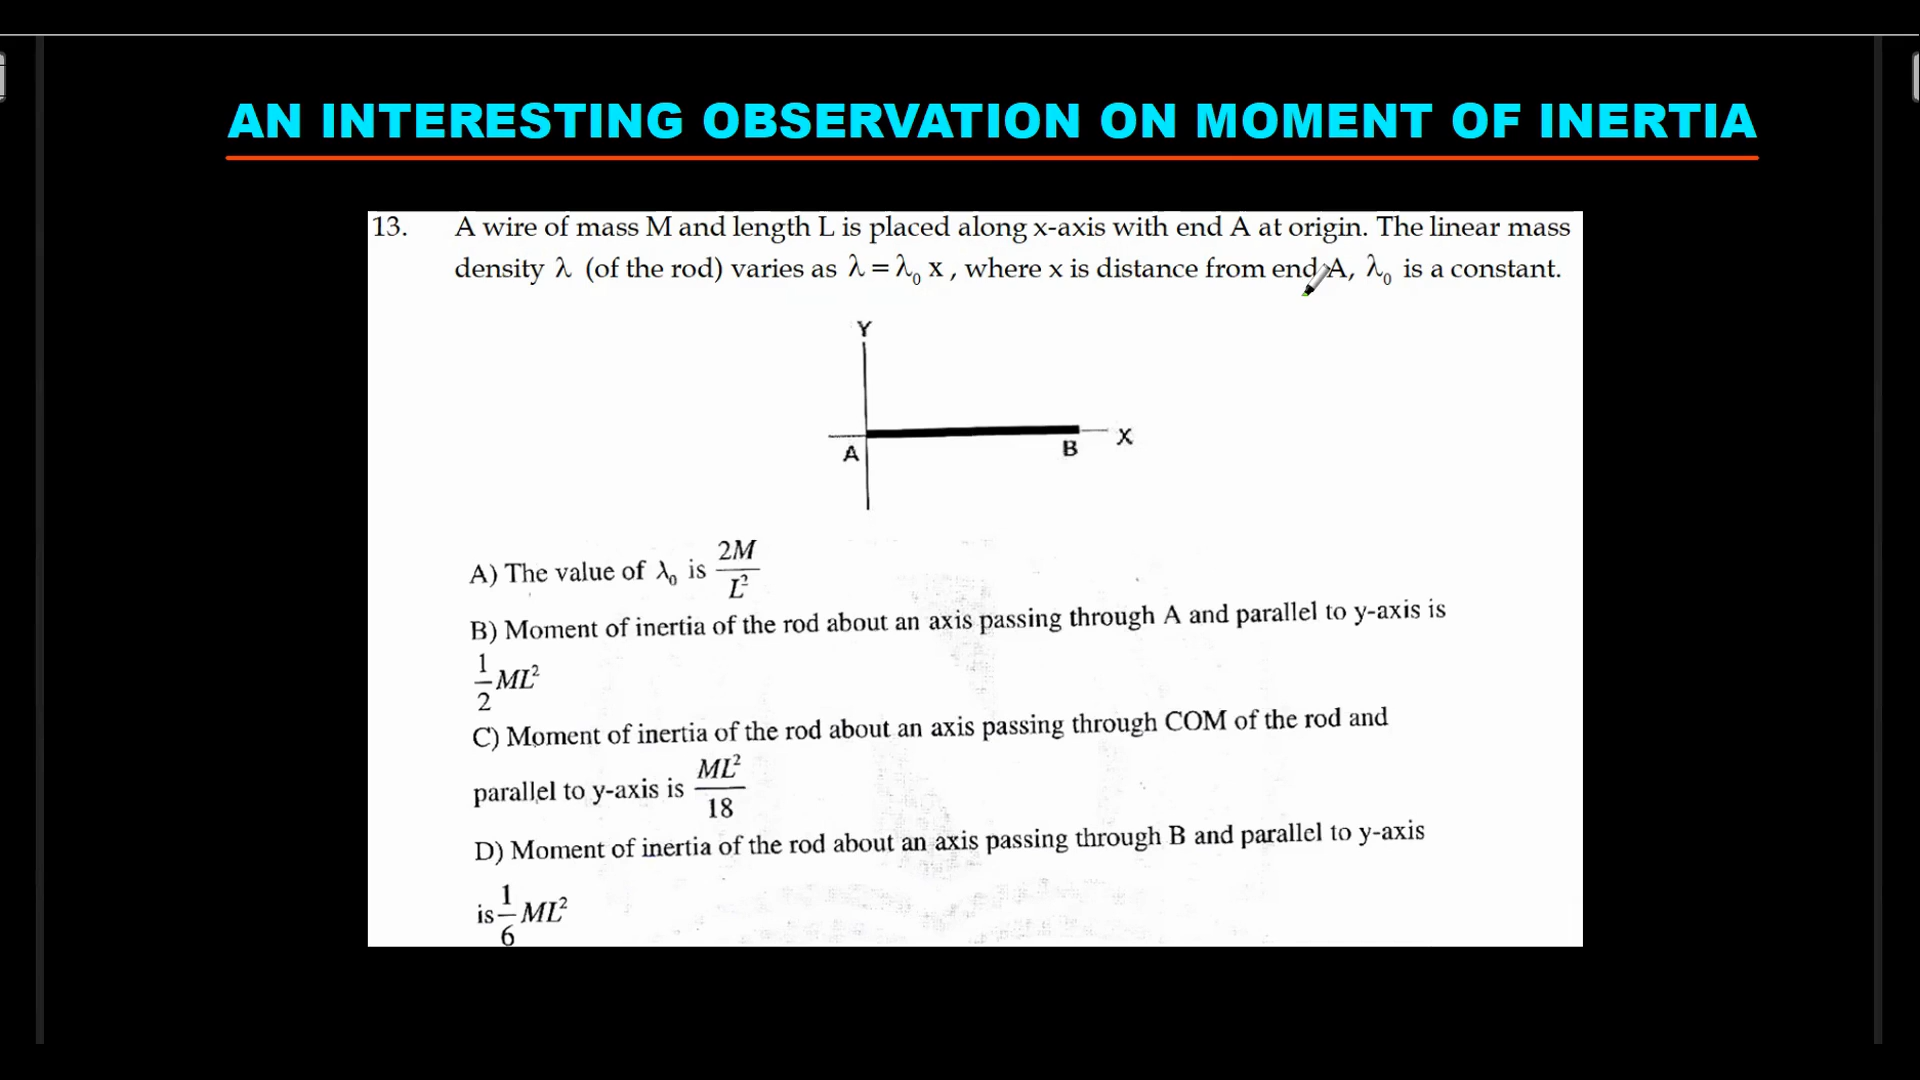 AN INTERESTING OBSERVATION ON MOMENT OF INERTIA
13. A wire of mass M and length L is placed along x-axis with end A at origin. The linear mass
density λ (of the rod) varies as λ = λ₀ x , where x is distance from end A, λ₀ is a constant.
Y
A
B
X
A) The value of λ₀ is 2M/L²
B) Moment of inertia of the rod about an axis passing through A and parallel to y-axis is
1/2 ML²
C) Moment of inertia of the rod about an axis passing through COM of the rod and
parallel to y-axis is ML²/18
D) Moment of inertia of the rod about an axis passing through B and parallel to y-axis
is 1/6 ML²